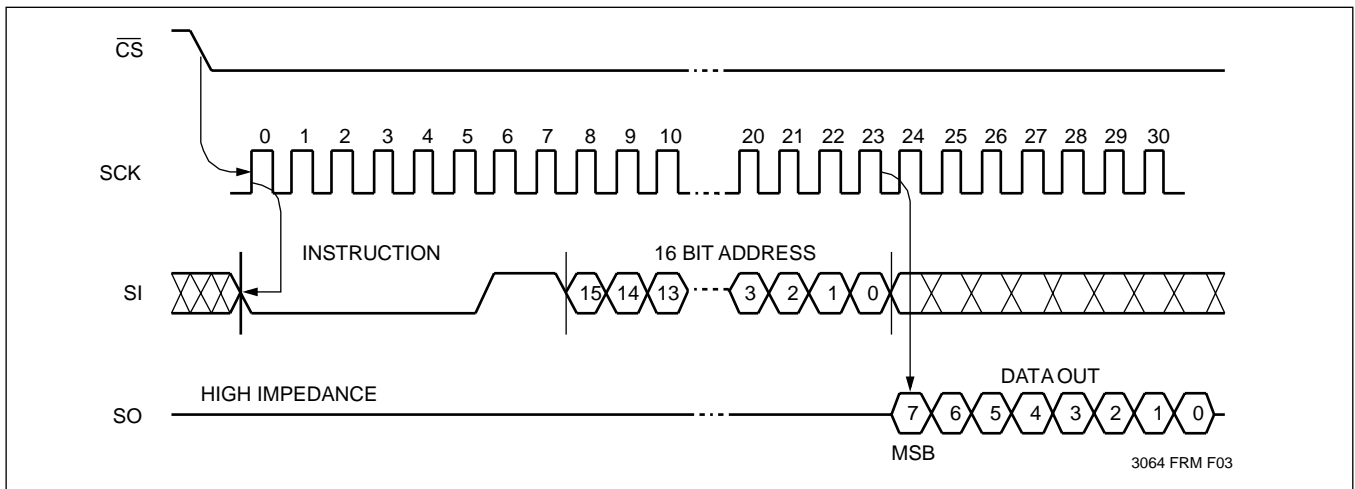 CS
0 1 2 3 4 5 6 7 8 9 10 20 21 22 23 24 25 26 27 28 29 30
SCK
INSTRUCTION 16 BIT ADDRESS
SI 15 14 13 3 2 1 0
HIGH IMPEDANCE DATA OUT
SO 7 6 5 4 3 2 1 0
MSB
3064 FRM F03